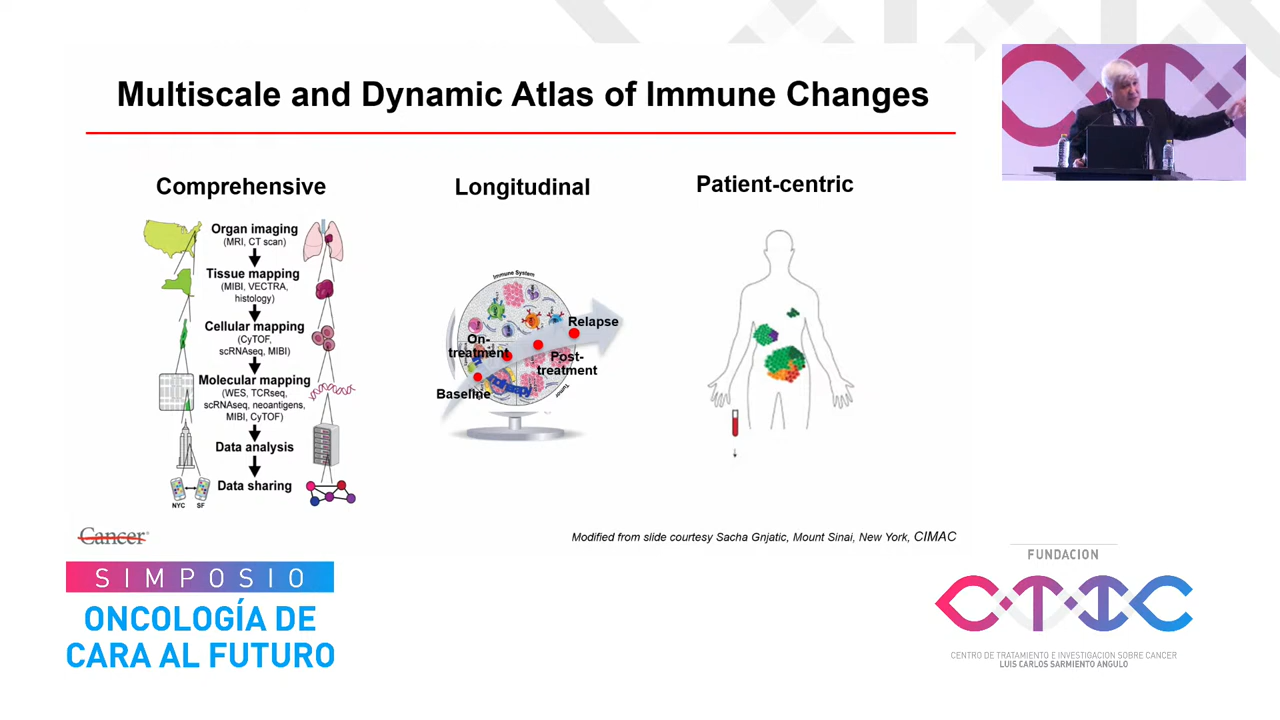 Multiscale and Dynamic Atlas of Immune Changes
Comprehensive
Organ imaging
(MRI, CT scan)
Tissue mapping
(MIBI, VECTRA,
histology)
Cellular mapping
(CyTOF,
scRNAseq, MIBI)
Molecular mapping
(WES, TCRseq,
scRNAseq, neoantigens,
MIBI, CyTOF)
Data analysis
Data sharing
NYC
SF
Longitudinal
Immune System
Relapse
On-
treatment
Post-
treatment
Baseline
Tumor
Patient-centric
Cancer
Modified from slide courtesy Sacha Gnjatic, Mount Sinai, New York, CIMAC
SIMPOSIO
ONCOLOGÍA DE
CARA AL FUTURO
FUNDACION
CTIC
CENTRO DE TRATAMIENTO E INVESTIGACION SOBRE CANCER
LUIS CARLOS SARMIENTO ANGULO